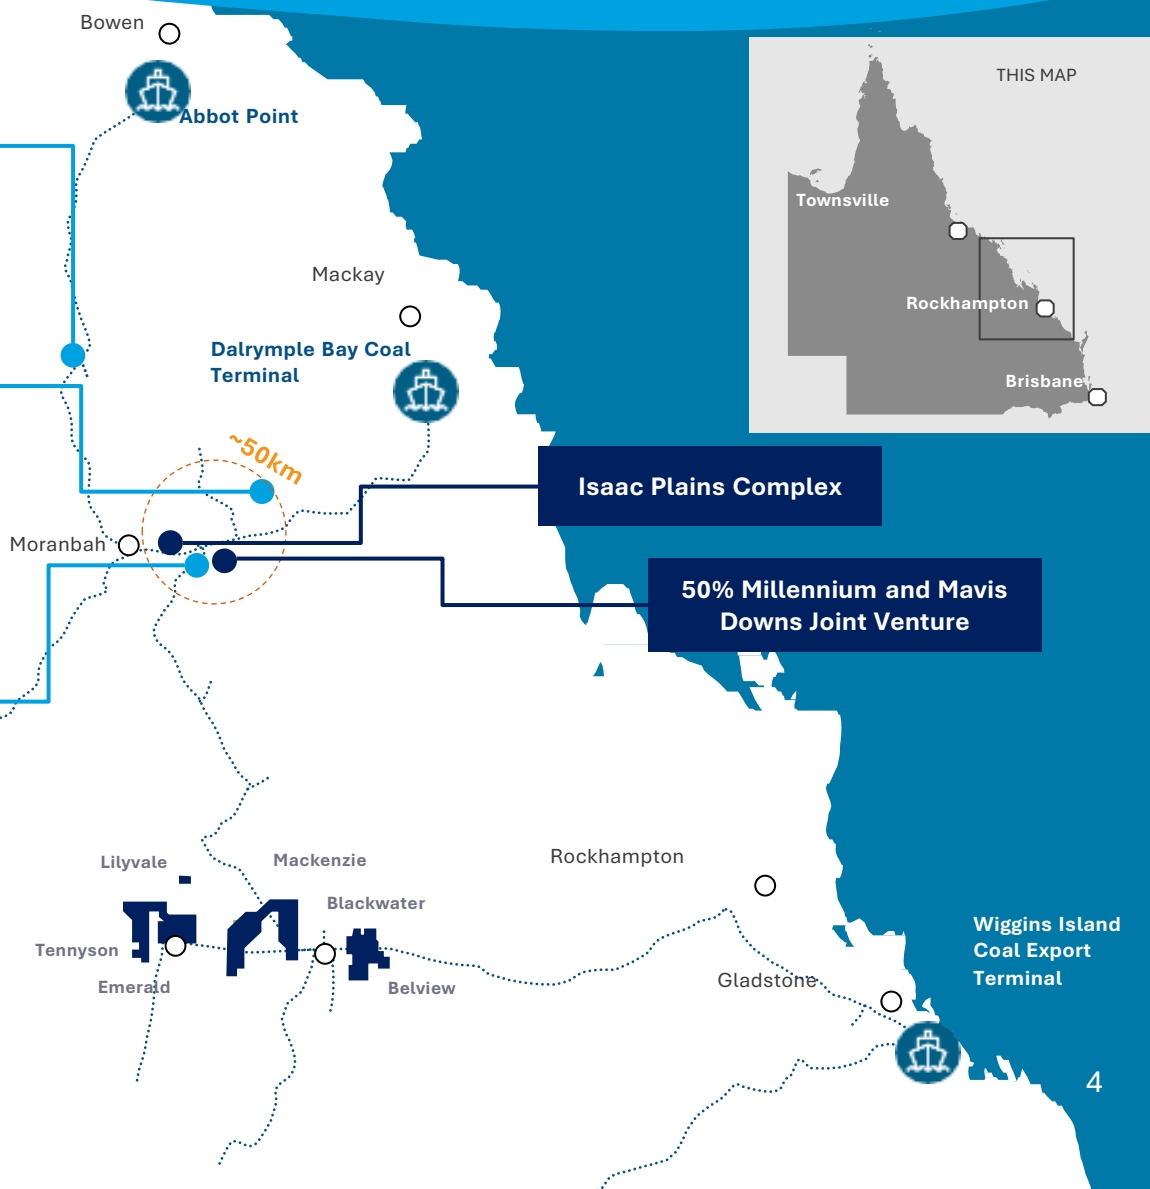 Bowen
Abbot Point
THIS MAP
Townsville
Rockhampton
Brisbane
Mackay
Dalrymple Bay Coal
Terminal
~50km
Isaac Plains Complex
Moranbah
50% Millennium and Mavis
Downs Joint Venture
Lilyvale
Mackenzie
Rockhampton
Blackwater
Tennyson
Emerald
Belview
Gladstone
Wiggins Island
Coal Export
Terminal
4